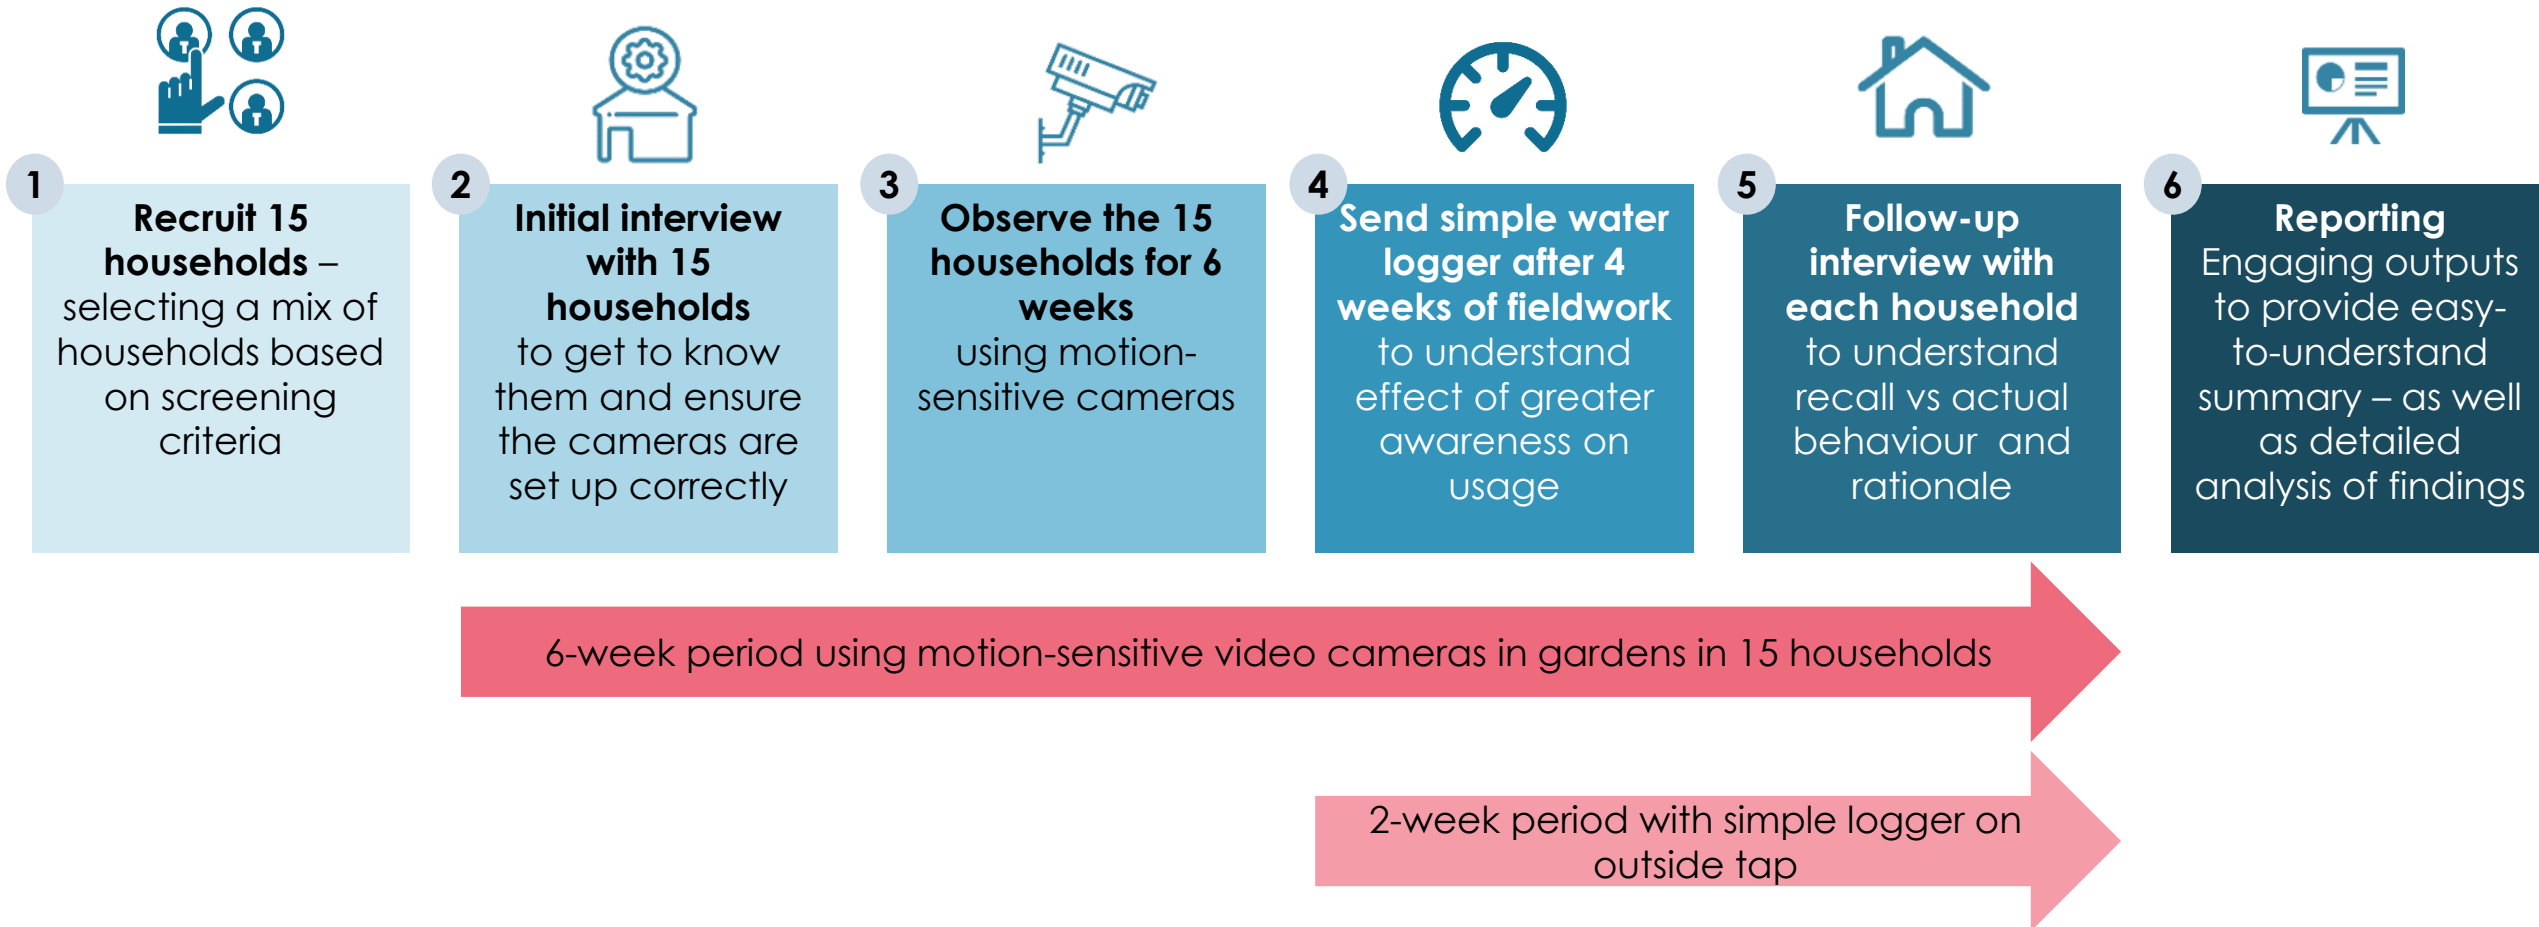 1
Recruit 15
households –
selecting a mix of
households based
on screening
criteria
2
Initial interview
with 15
households
to get to know
them and ensure
the cameras are
set up correctly
3
Observe the 15
households for 6
weeks
using motion-
sensitive cameras
4
Send simple water
logger after 4
weeks of fieldwork
to understand
effect of greater
awareness on
usage
5
Follow-up
interview with
each household
to understand
recall vs actual
behaviour and
rationale
6
Reporting
Engaging outputs
to provide easy-
to-understand
summary – as well
as detailed
analysis of findings
6-week period using motion-sensitive video cameras in gardens in 15 households
2-week period with simple logger on
outside tap